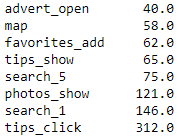 advert_open 40.0
map 58.0
favorites_add 62.0
tips_show 65.0
search_5 75.0
photos_show 121.0
search_1 146.0
tips_click 312.0